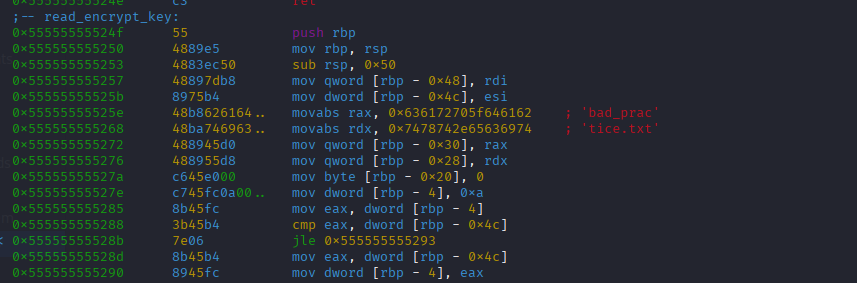 0×55555555524e c3 ret
;-- read_encrypt_key:
0×55555555524f 55 push rbp
0×555555555250 4889e5 mov rbp, rsp
0×555555555253 4883ec50 sub rsp, 0×50
0×555555555257 48897db8 mov qword [rbp - 0×48], rdi
0×55555555525b 8975b4 mov dword [rbp - 0×4c], esi
0×55555555525e 48b8626164.. movabs rax, 0×636172705f646162 ; 'bad_prac'
0×555555555268 48ba746963.. movabs rdx, 0×7478742e65636974 ; 'tice.txt'
0×555555555272 488945d0 mov qword [rbp - 0×30], rax
0×555555555276 488955d8 mov qword [rbp - 0×28], rdx
0×55555555527a c645e000 mov byte [rbp - 0×20], 0
0×55555555527e c745fc0a00.. mov dword [rbp - 4], 0×a
0×555555555285 8b45fc mov eax, dword [rbp - 4]
0×555555555288 3b45b4 cmp eax, dword [rbp - 0×4c]
< 0×55555555528b 7e06 jle 0×555555555293
0×55555555528d 8b45b4 mov eax, dword [rbp - 0×4c]
0×555555555290 8945fc mov dword [rbp - 4], eax